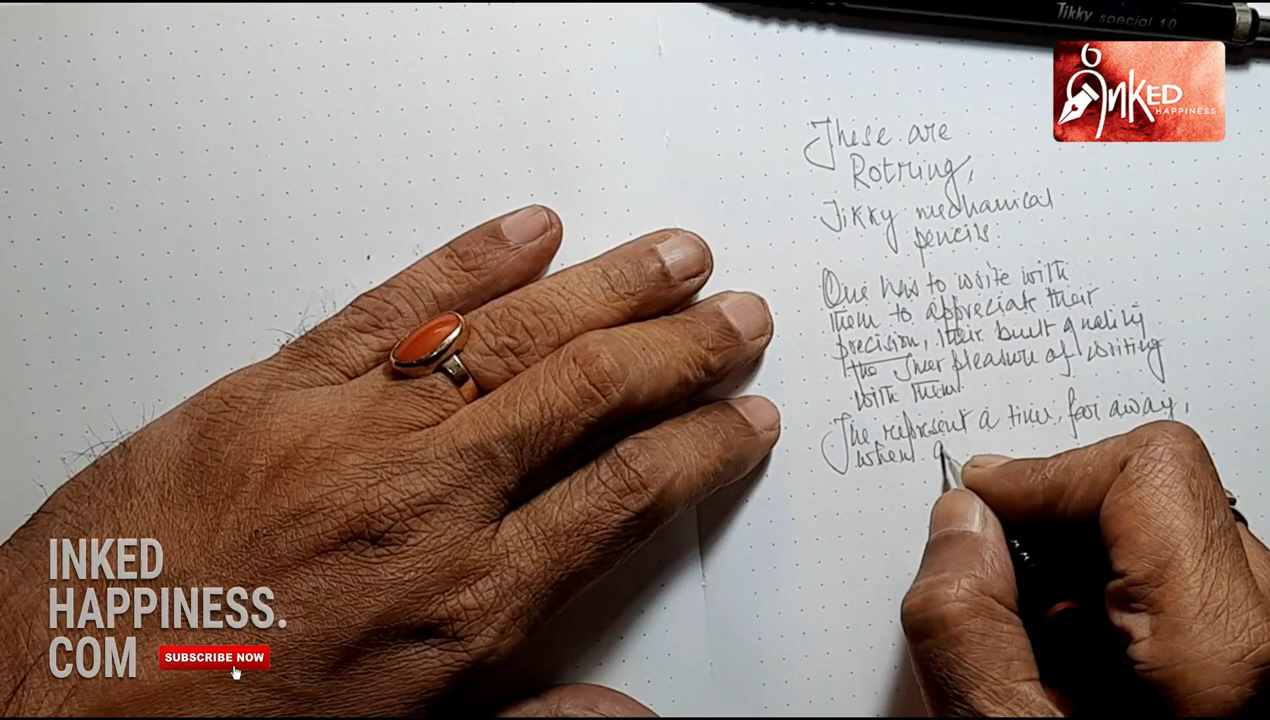 Tikky special 1.0
INKED
HAPPINESS
These are
Rotring,
Tikky mechanical
pencils.
One has to write with
them to appreciate their
precision, their built quality
the sheer pleasure of writing
with them
The represent a time, far away,
when a
INKED
HAPPINESS.
COM
SUBSCRIBE NOW